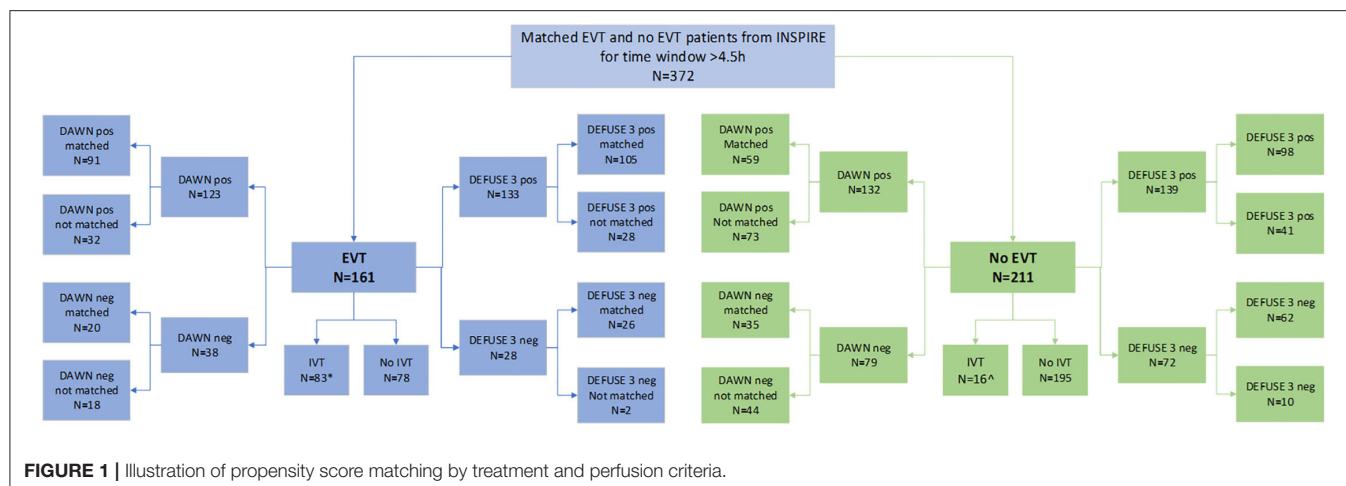 Matched EVT and no EVT patients from INSPIRE
for time window >4.5h
N=372
DAWN pos
matched
N=91
DAWN pos
not matched
N=32
DAWN pos
N=123
DEFUSE 3 pos
N=133
DEFUSE 3 pos
matched
N=105
DEFUSE 3 pos
not matched
N=28
EVT
N=161
DAWN neg
matched
N=20
DAWN neg
not matched
N=18
DAWN neg
N=38
IVT
N=83*
No IVT
N=78
DEFUSE 3 neg
N=28
DEFUSE 3 neg
matched
N=26
DEFUSE 3 neg
Not matched
N=2
DAWN pos
Matched
N=59
DAWN pos
Not matched
N=73
DAWN pos
N=132
DEFUSE 3 pos
N=139
DEFUSE 3 pos
N=98
DEFUSE 3 pos
N=41
No EVT
N=211
DAWN neg
matched
N=35
DAWN neg
not matched
N=44
DAWN neg
N=79
IVT
N=16^
No IVT
N=195
DEFUSE 3 neg
N=72
DEFUSE 3 neg
N=62
DEFUSE 3 neg
N=10
FIGURE 1 | Illustration of propensity score matching by treatment and perfusion criteria.